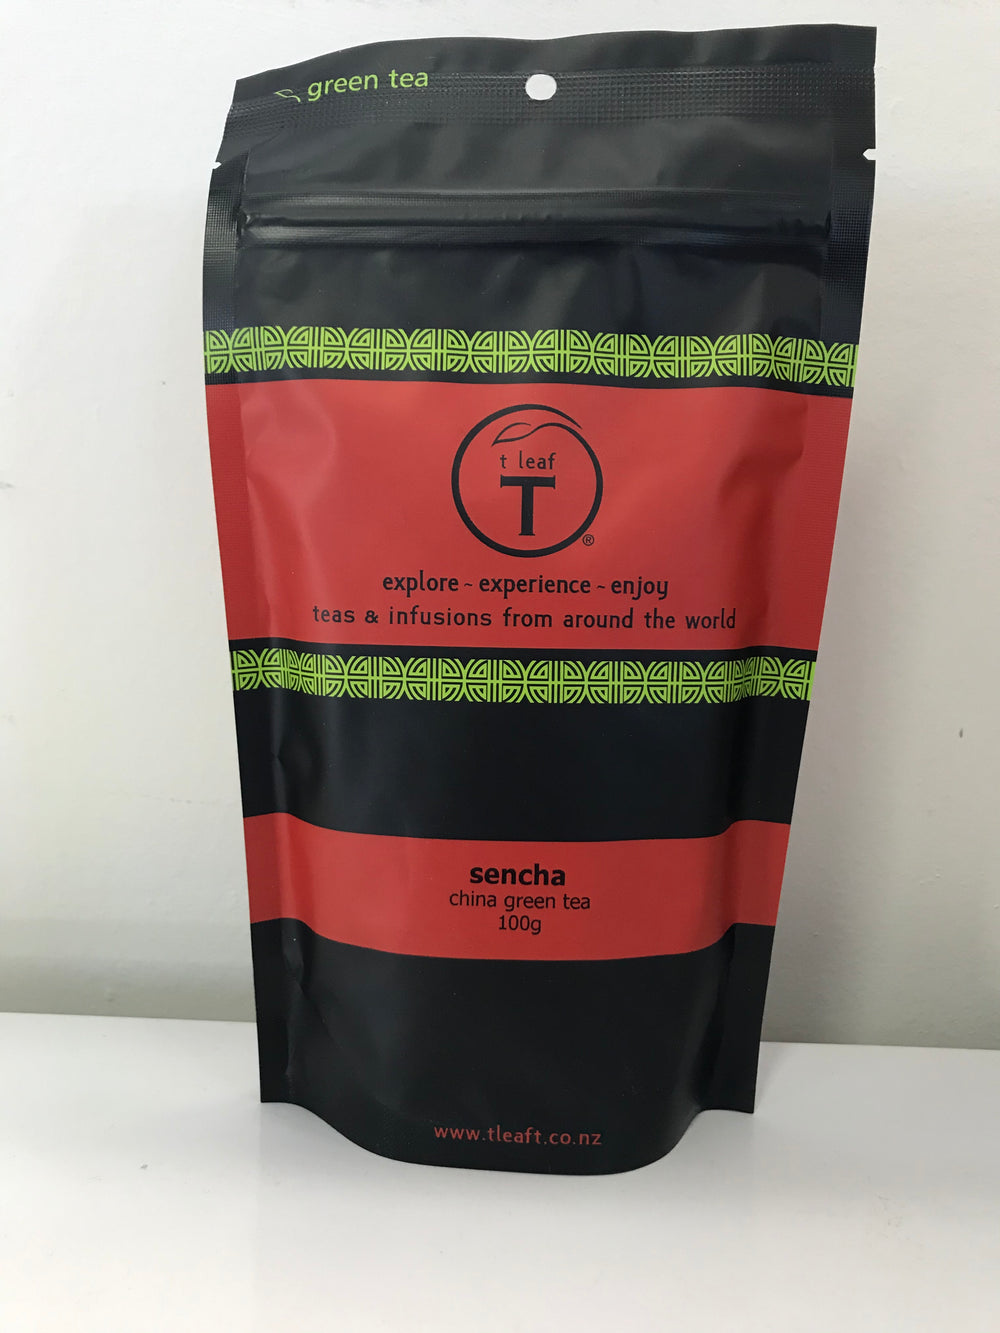 green tea
t leaf
T
®
explore ~ experience ~ enjoy
teas & infusions from around the world
sencha
china green tea
100g
www.tleaft.co.nz